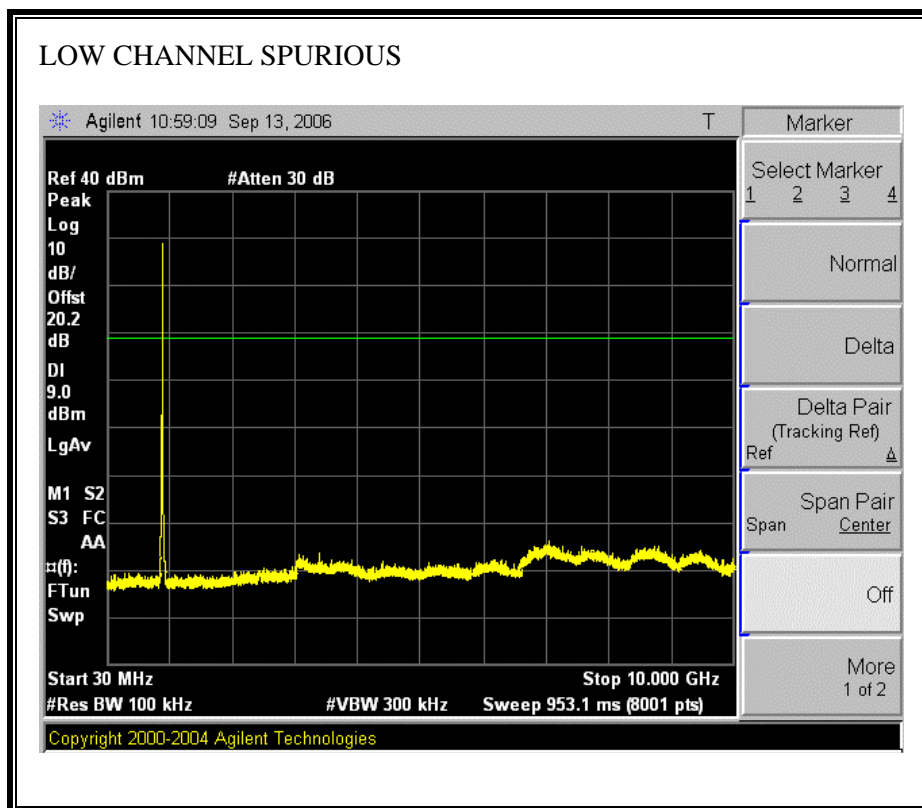 LOW CHANNEL SPURIOUS
Agilent 10:59:09 Sep 13, 2006 T
Ref 40 dBm #Atten 30 dB
Peak
Log
10
dB/
Offst
20.2
dB
DI
9.0
dBm
LgAv
M1 S2
S3 FC
AA
¤(f):
FTun
Swp
Start 30 MHz Stop 10.000 GHz
#Res BW 100 kHz #VBW 300 kHz Sweep 953.1 ms (8001 pts)
Copyright 2000-2004 Agilent Technologies
Marker
Select Marker
1 2 3 4
Normal
Delta
Delta Pair
(Tracking Ref)
Ref Δ
Span Pair
Span Center
Off
More
1 of 2